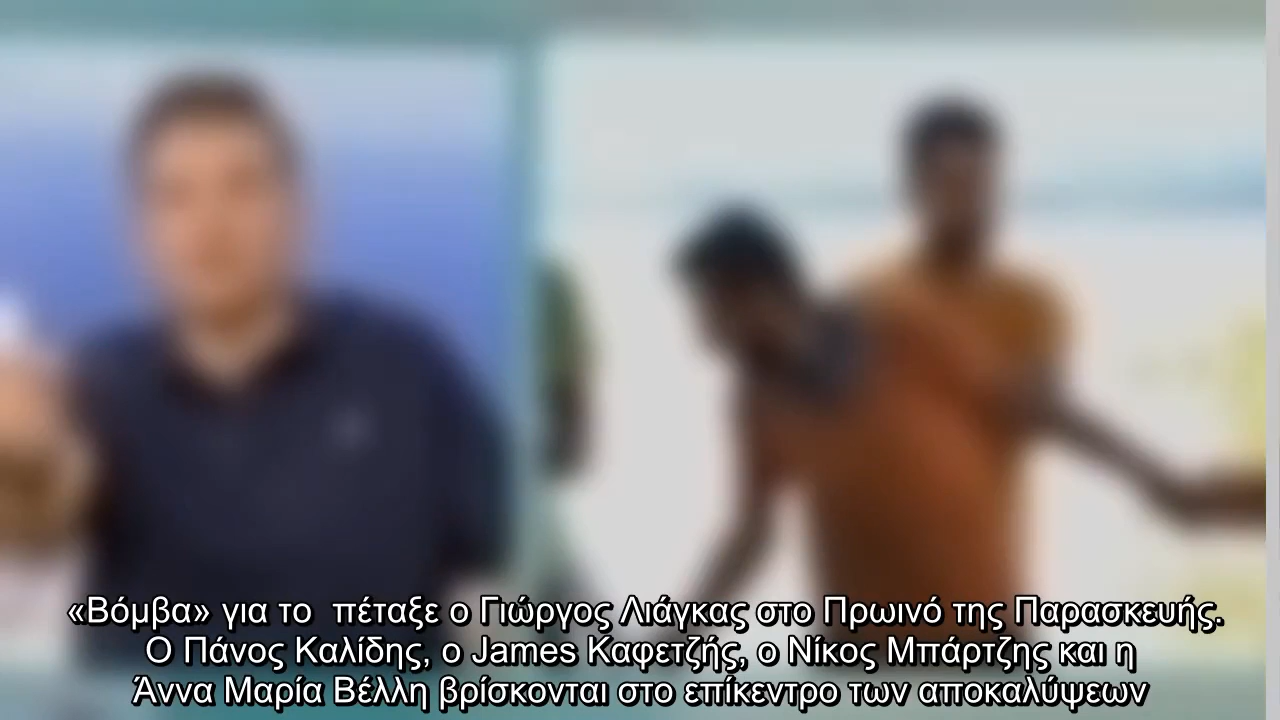 «Βόμβα» για το  πέταξε ο Γιώργος Λιάγκας στο Πρωινό της Παρασκευής.
Ο Πάνος Καλίδης, ο James Καφετζής, ο Νίκος Μπάρτζης και η
Άννα Μαρία Βέλλη βρίσκονται στο επίκεντρο των αποκαλύψεων